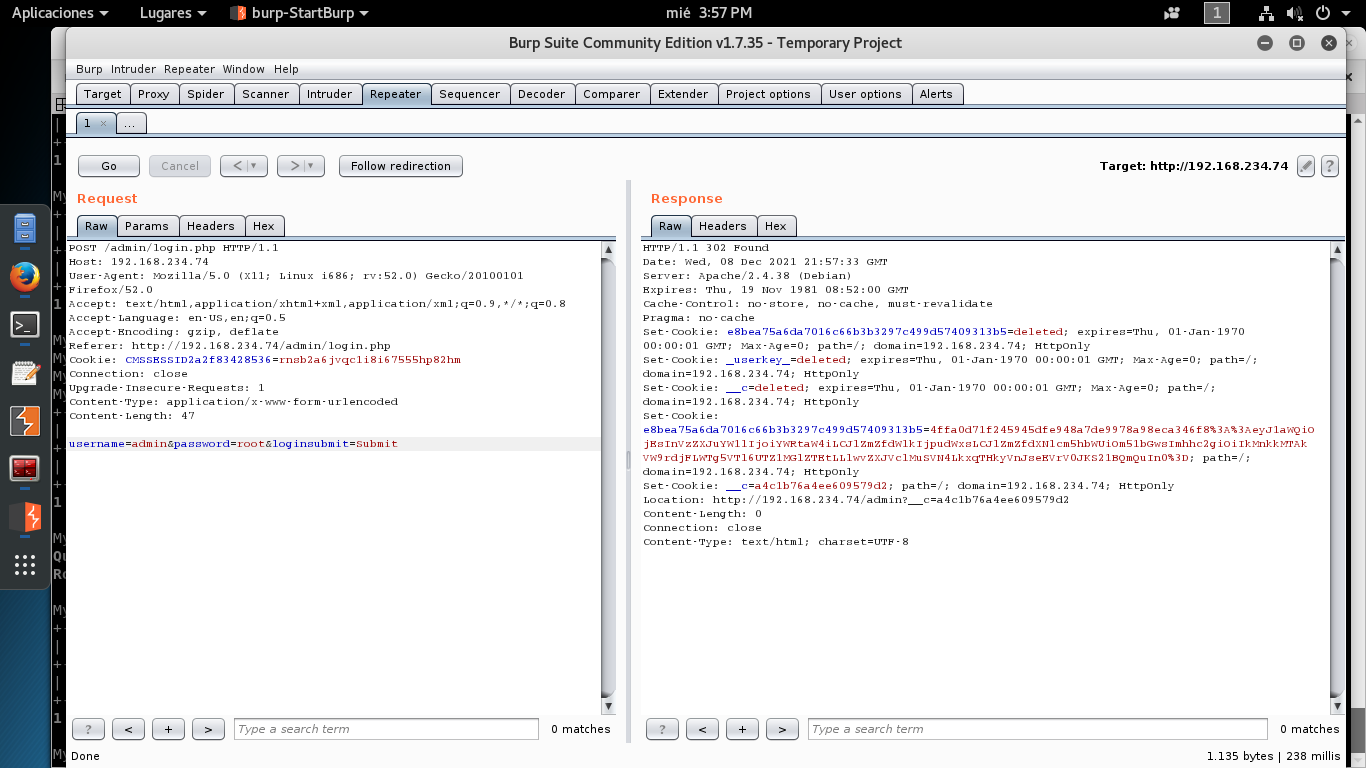 Aplicaciones Lugares burp-StartBurp mié 3:57 PM 1
Burp Suite Community Edition v1.7.35 - Temporary Project
Burp Intruder Repeater Window Help
Target Proxy Spider Scanner Intruder Repeater Sequencer Decoder Comparer Extender Project options User options Alerts
1 × ...
Go Cancel < > Follow redirection Target: http://192.168.234.74 ?
Request
Raw Params Headers Hex
POST /admin/login.php HTTP/1.1
Host: 192.168.234.74
User-Agent: Mozilla/5.0 (X11; Linux i686; rv:52.0) Gecko/20100101
Firefox/52.0
Accept: text/html,application/xhtml+xml,application/xml;q=0.9,*/*;q=0.8
Accept-Language: en-US,en;q=0.5
Accept-Encoding: gzip, deflate
Referer: http://192.168.234.74/admin/login.php
Cookie: CMSSESSID2a2f83428536=rnsb2a6jvqc1i8i67555hp82hm
Connection: close
Upgrade-Insecure-Requests: 1
Content-Type: application/x-www-form-urlencoded
Content-Length: 47
username=admin&password=root&loginsubmit=Submit
? < + > Type a search term 0 matches
Response
Raw Headers Hex
HTTP/1.1 302 Found
Date: Wed, 08 Dec 2021 21:57:33 GMT
Server: Apache/2.4.38 (Debian)
Expires: Thu, 19 Nov 1981 08:52:00 GMT
Cache-Control: no-store, no-cache, must-revalidate
Pragma: no-cache
Set-Cookie: e8bea75a6da7016c66b3b3297c499d57409313b5=deleted; expires=Thu, 01-Jan-1970
00:00:01 GMT; Max-Age=0; path=/; domain=192.168.234.74; HttpOnly
Set-Cookie: _userkey_=deleted; expires=Thu, 01-Jan-1970 00:00:01 GMT; Max-Age=0; path=/;
domain=192.168.234.74; HttpOnly
Set-Cookie: __c=deleted; expires=Thu, 01-Jan-1970 00:00:01 GMT; Max-Age=0; path=/;
domain=192.168.234.74; HttpOnly
Set-Cookie:
e8bea75a6da7016c66b3b3297c499d57409313b5=
path=/;
domain=192.168.234.74; HttpOnly
Set-Cookie: __c=a4c1b76a4ee609579d2; path=/; domain=192.168.234.74; HttpOnly
Location: http://192.168.234.74/admin?__c=a4c1b76a4ee609579d2
Content-Length: 0
Connection: close
Content-Type: text/html; charset=UTF-8
? < + > Type a search term 0 matches
Done 1.135 bytes | 238 millis